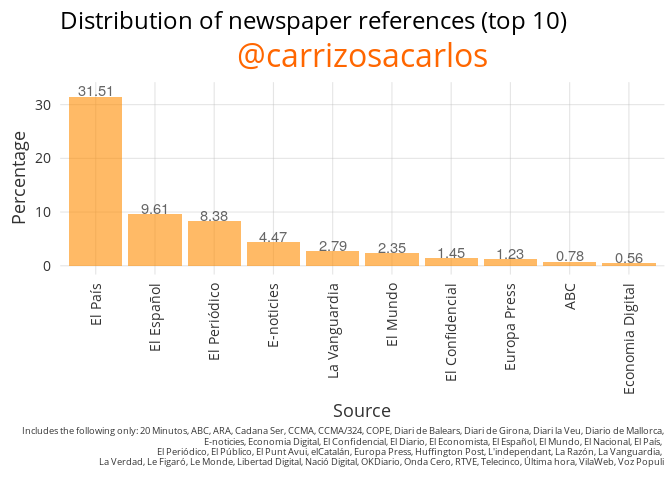 Distribution of newspaper references (top 10)
@carrizosacarlos
31.51
9.61
8.38
4.47
2.79
2.35
1.45
1.23
0.78
0.56
30
20
10
0
Percentage
El País
El Español
El Periódico
E-noticies
La Vanguardia
El Mundo
El Confidencial
Europa Press
ABC
Economia Digital
Source
Includes the following only: 20 Minutos, ABC, ARA, Cadana Ser, CCMA, CCMA/324, COPE, Diari de Balears, Diari de Girona, Diari la Veu, Diario de Mallorca,
E-noticies, Economia Digital, El Confidencial, El Diario, El Economista, El Español, El Mundo, El Nacional, El País,
El Periódico, El Público, El Punt Avui, elCatalán, Europa Press, Huffington Post, L'independant, La Razón, La Vanguardia,
La Verdad, Le Figaró, Le Monde, Libertad Digital, Nació Digital, OKDiario, Onda Cero, RTVE, Telecinco, Última hora, VilaWeb, Voz Populi